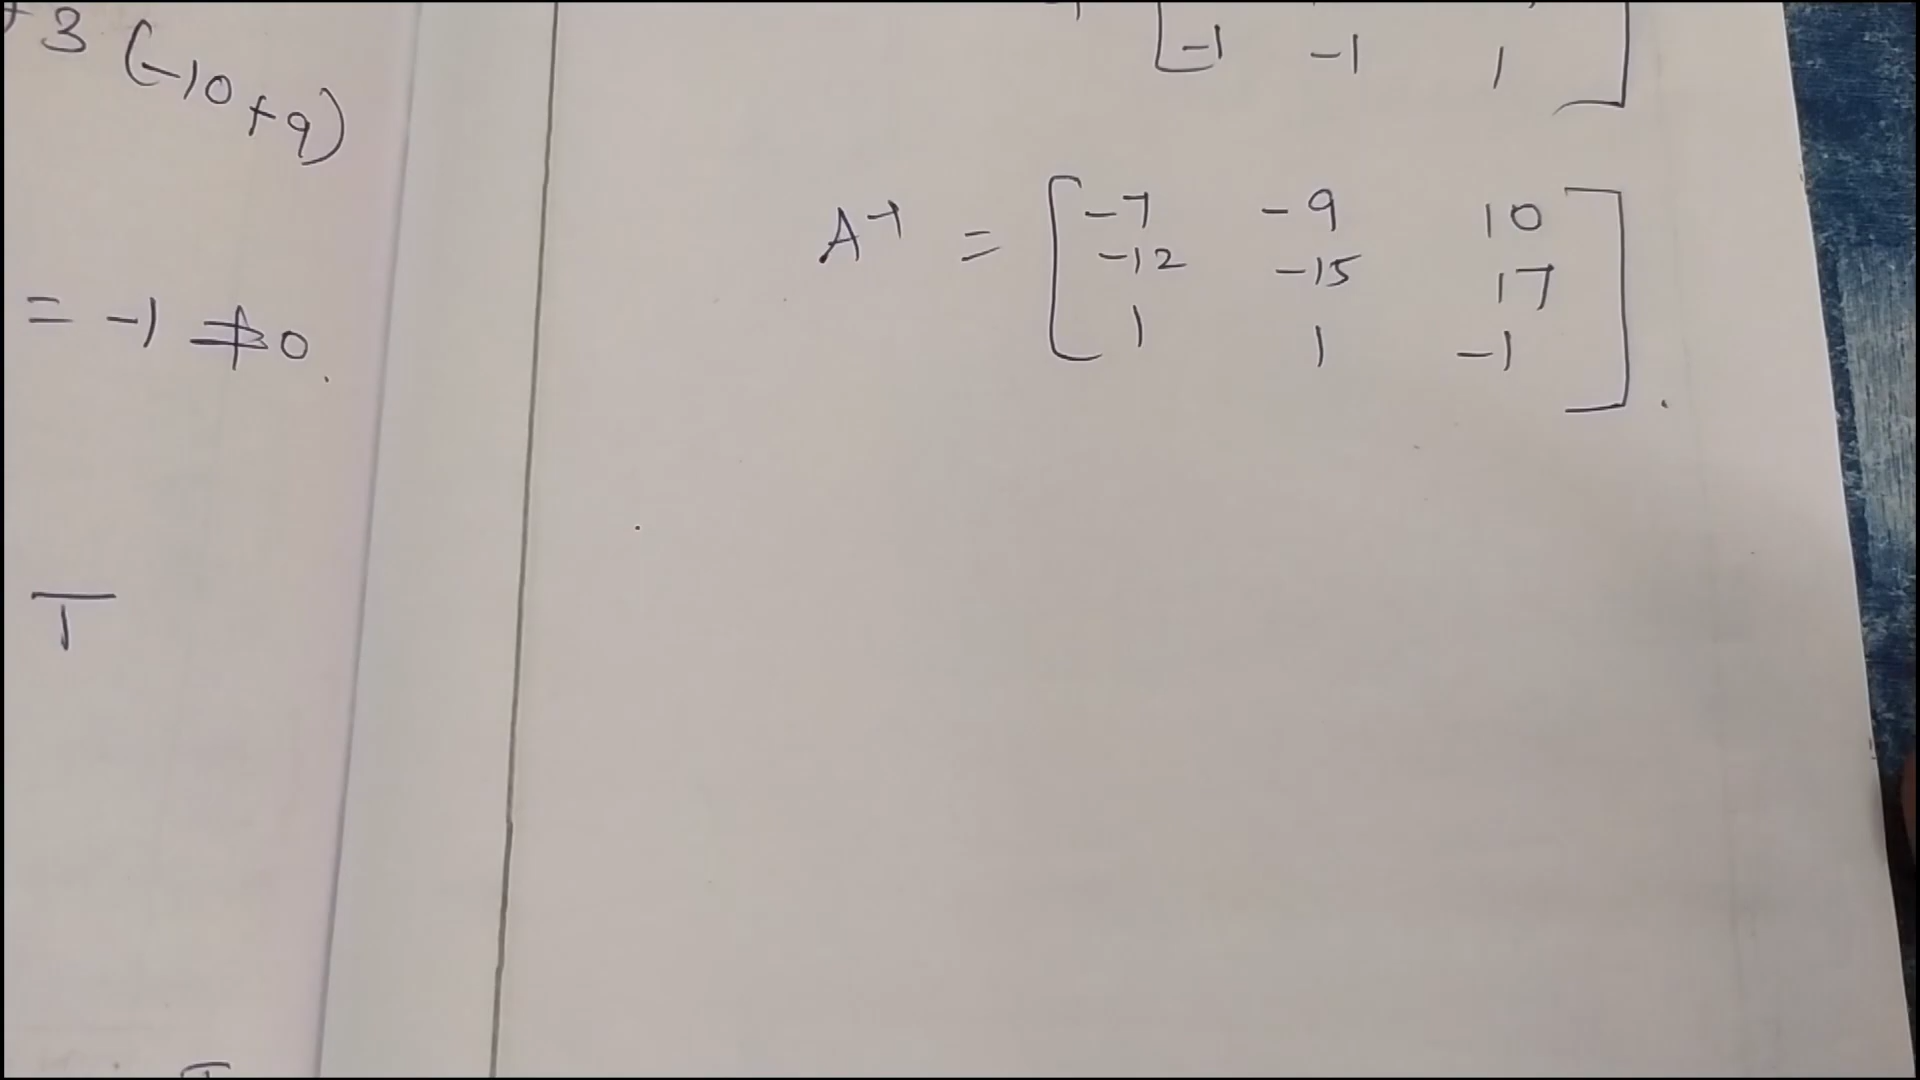 + 3 (-10+9)
= -1 ≠ 0.
T
-1 -1 1
A⁻¹ = [ -7 -9 10
-12 -15 17
1 1 -1 ].